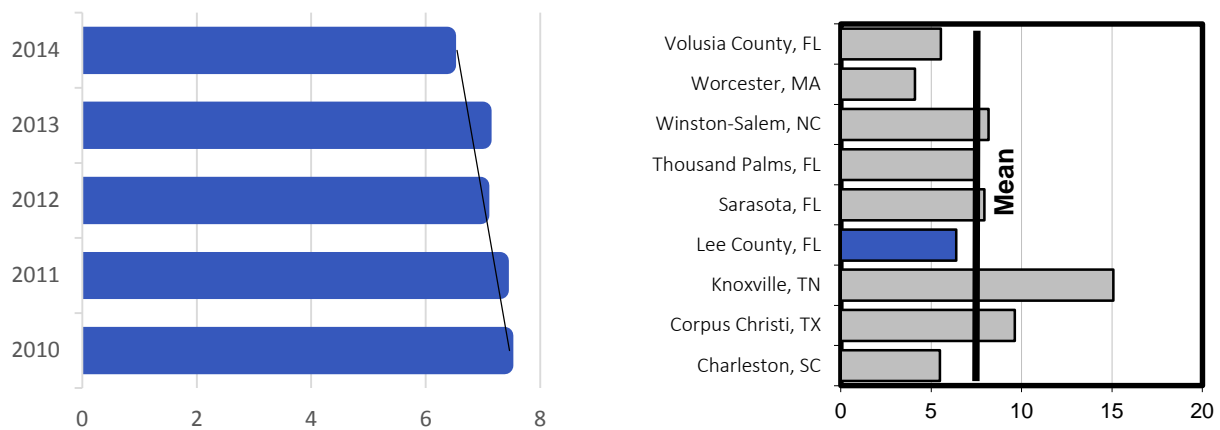 2014
2013
2012
2011
2010
0 2 4 6 8
Volusia County, FL
Worcester, MA
Winston-Salem, NC
Thousand Palms, FL
Sarasota, FL
Lee County, FL
Knoxville, TN
Corpus Christi, TX
Charleston, SC
Mean
0 5 10 15 20